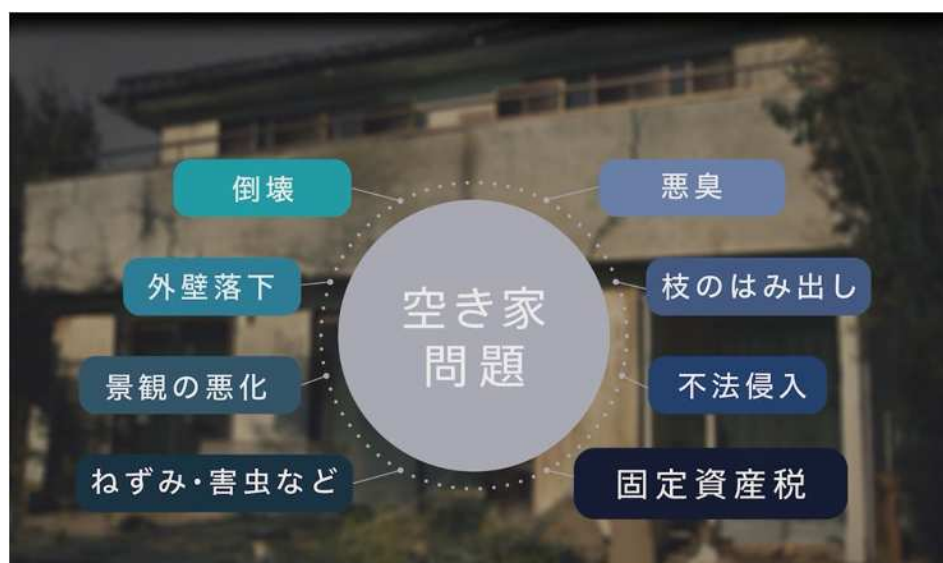 空き家
問題
倒壊
外壁落下
景観の悪化
ねずみ・害虫など
悪臭
枝のはみ出し
不法侵入
固定資産税